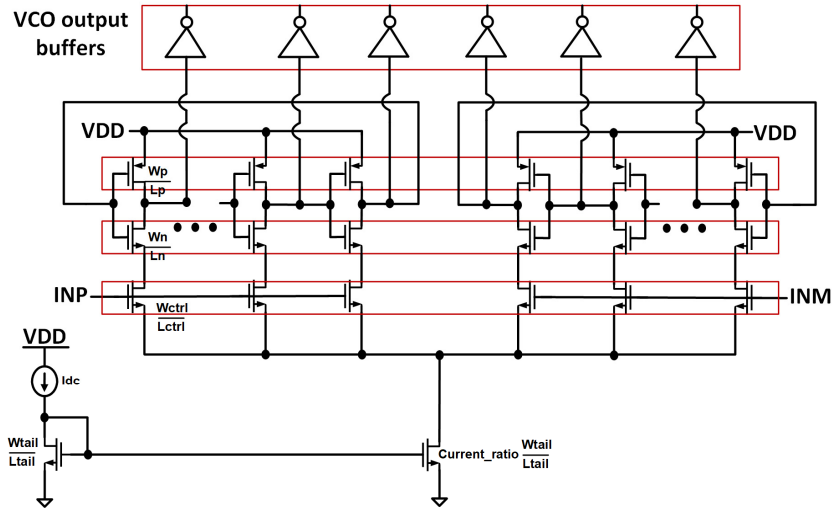 VCO output
buffers
VDD
VDD
Wp
Lp
Wn
Ln
INP
INM
Wctrl
Lctrl
VDD
Idc
Wtail
Ltail
Current_ratio Wtail
Ltail